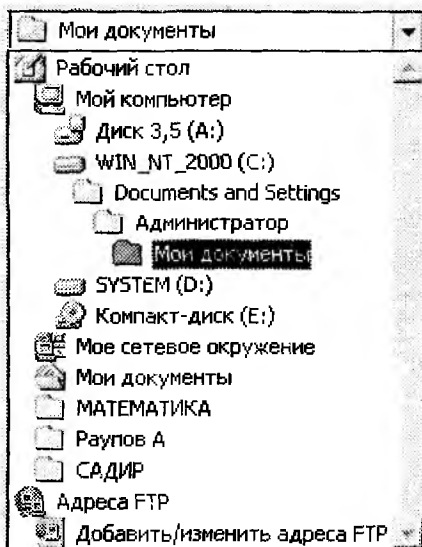 Мои документы
Рабочий стол
Мой компьютер
Диск 3,5 (A:)
WIN_NT_2000 (C:)
Documents and Settings
Администратор
Мои документы
SYSTEM (D:)
Компакт-диск (E:)
Мое сетевое окружение
Мои документы
МАТЕМАТИКА
Раупов А
САДИР
Адреса FTP
Добавить/изменить адреса FTP